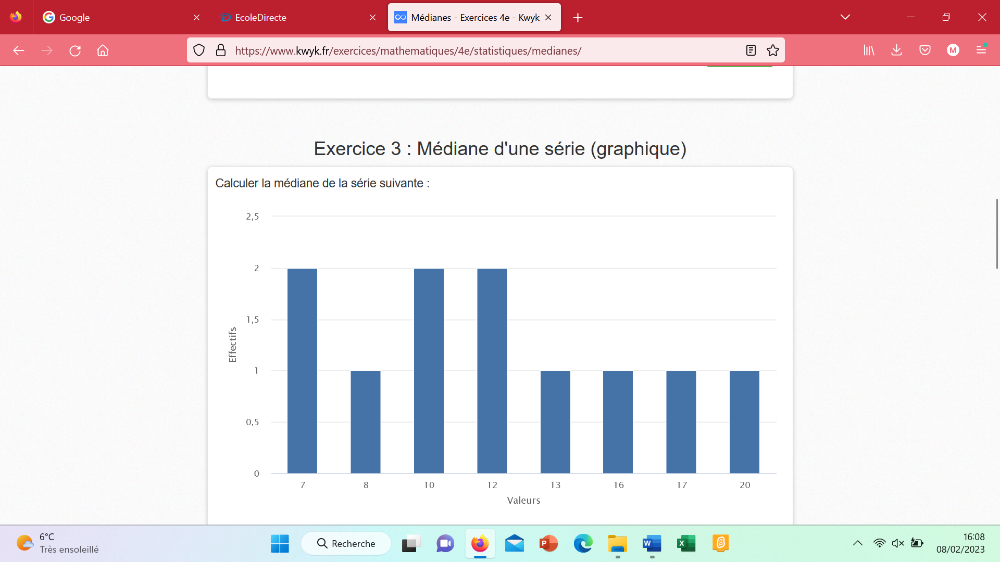 Google
EcoleDirecte
Médianes - Exercices 4e - Kwyk
https://www.kwyk.fr/exercices/mathematiques/4e/statistiques/medianes/
M
Exercice 3 : Médiane d'une série (graphique)
Calculer la médiane de la série suivante :
2,5
2
1,5
1
0,5
0
Effectifs
7 8 10 12 13 16 17 20
Valeurs
6°C
Très ensoleillé
Recherche
P
W
X
16:08
08/02/2023